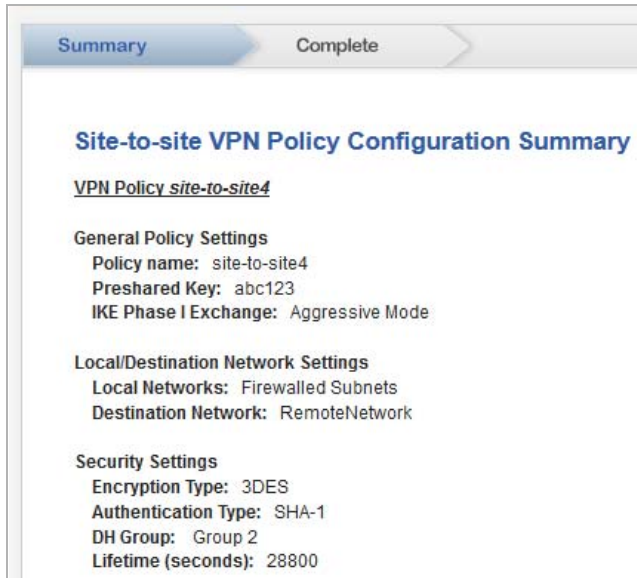 Summary
Complete
Site-to-site VPN Policy Configuration Summary
VPN Policy site-to-site4
General Policy Settings
Policy name: site-to-site4
Preshared Key: abc123
IKE Phase I Exchange: Aggressive Mode
Local/Destination Network Settings
Local Networks: Firewalled Subnets
Destination Network: RemoteNetwork
Security Settings
Encryption Type: 3DES
Authentication Type: SHA-1
DH Group: Group 2
Lifetime (seconds): 28800